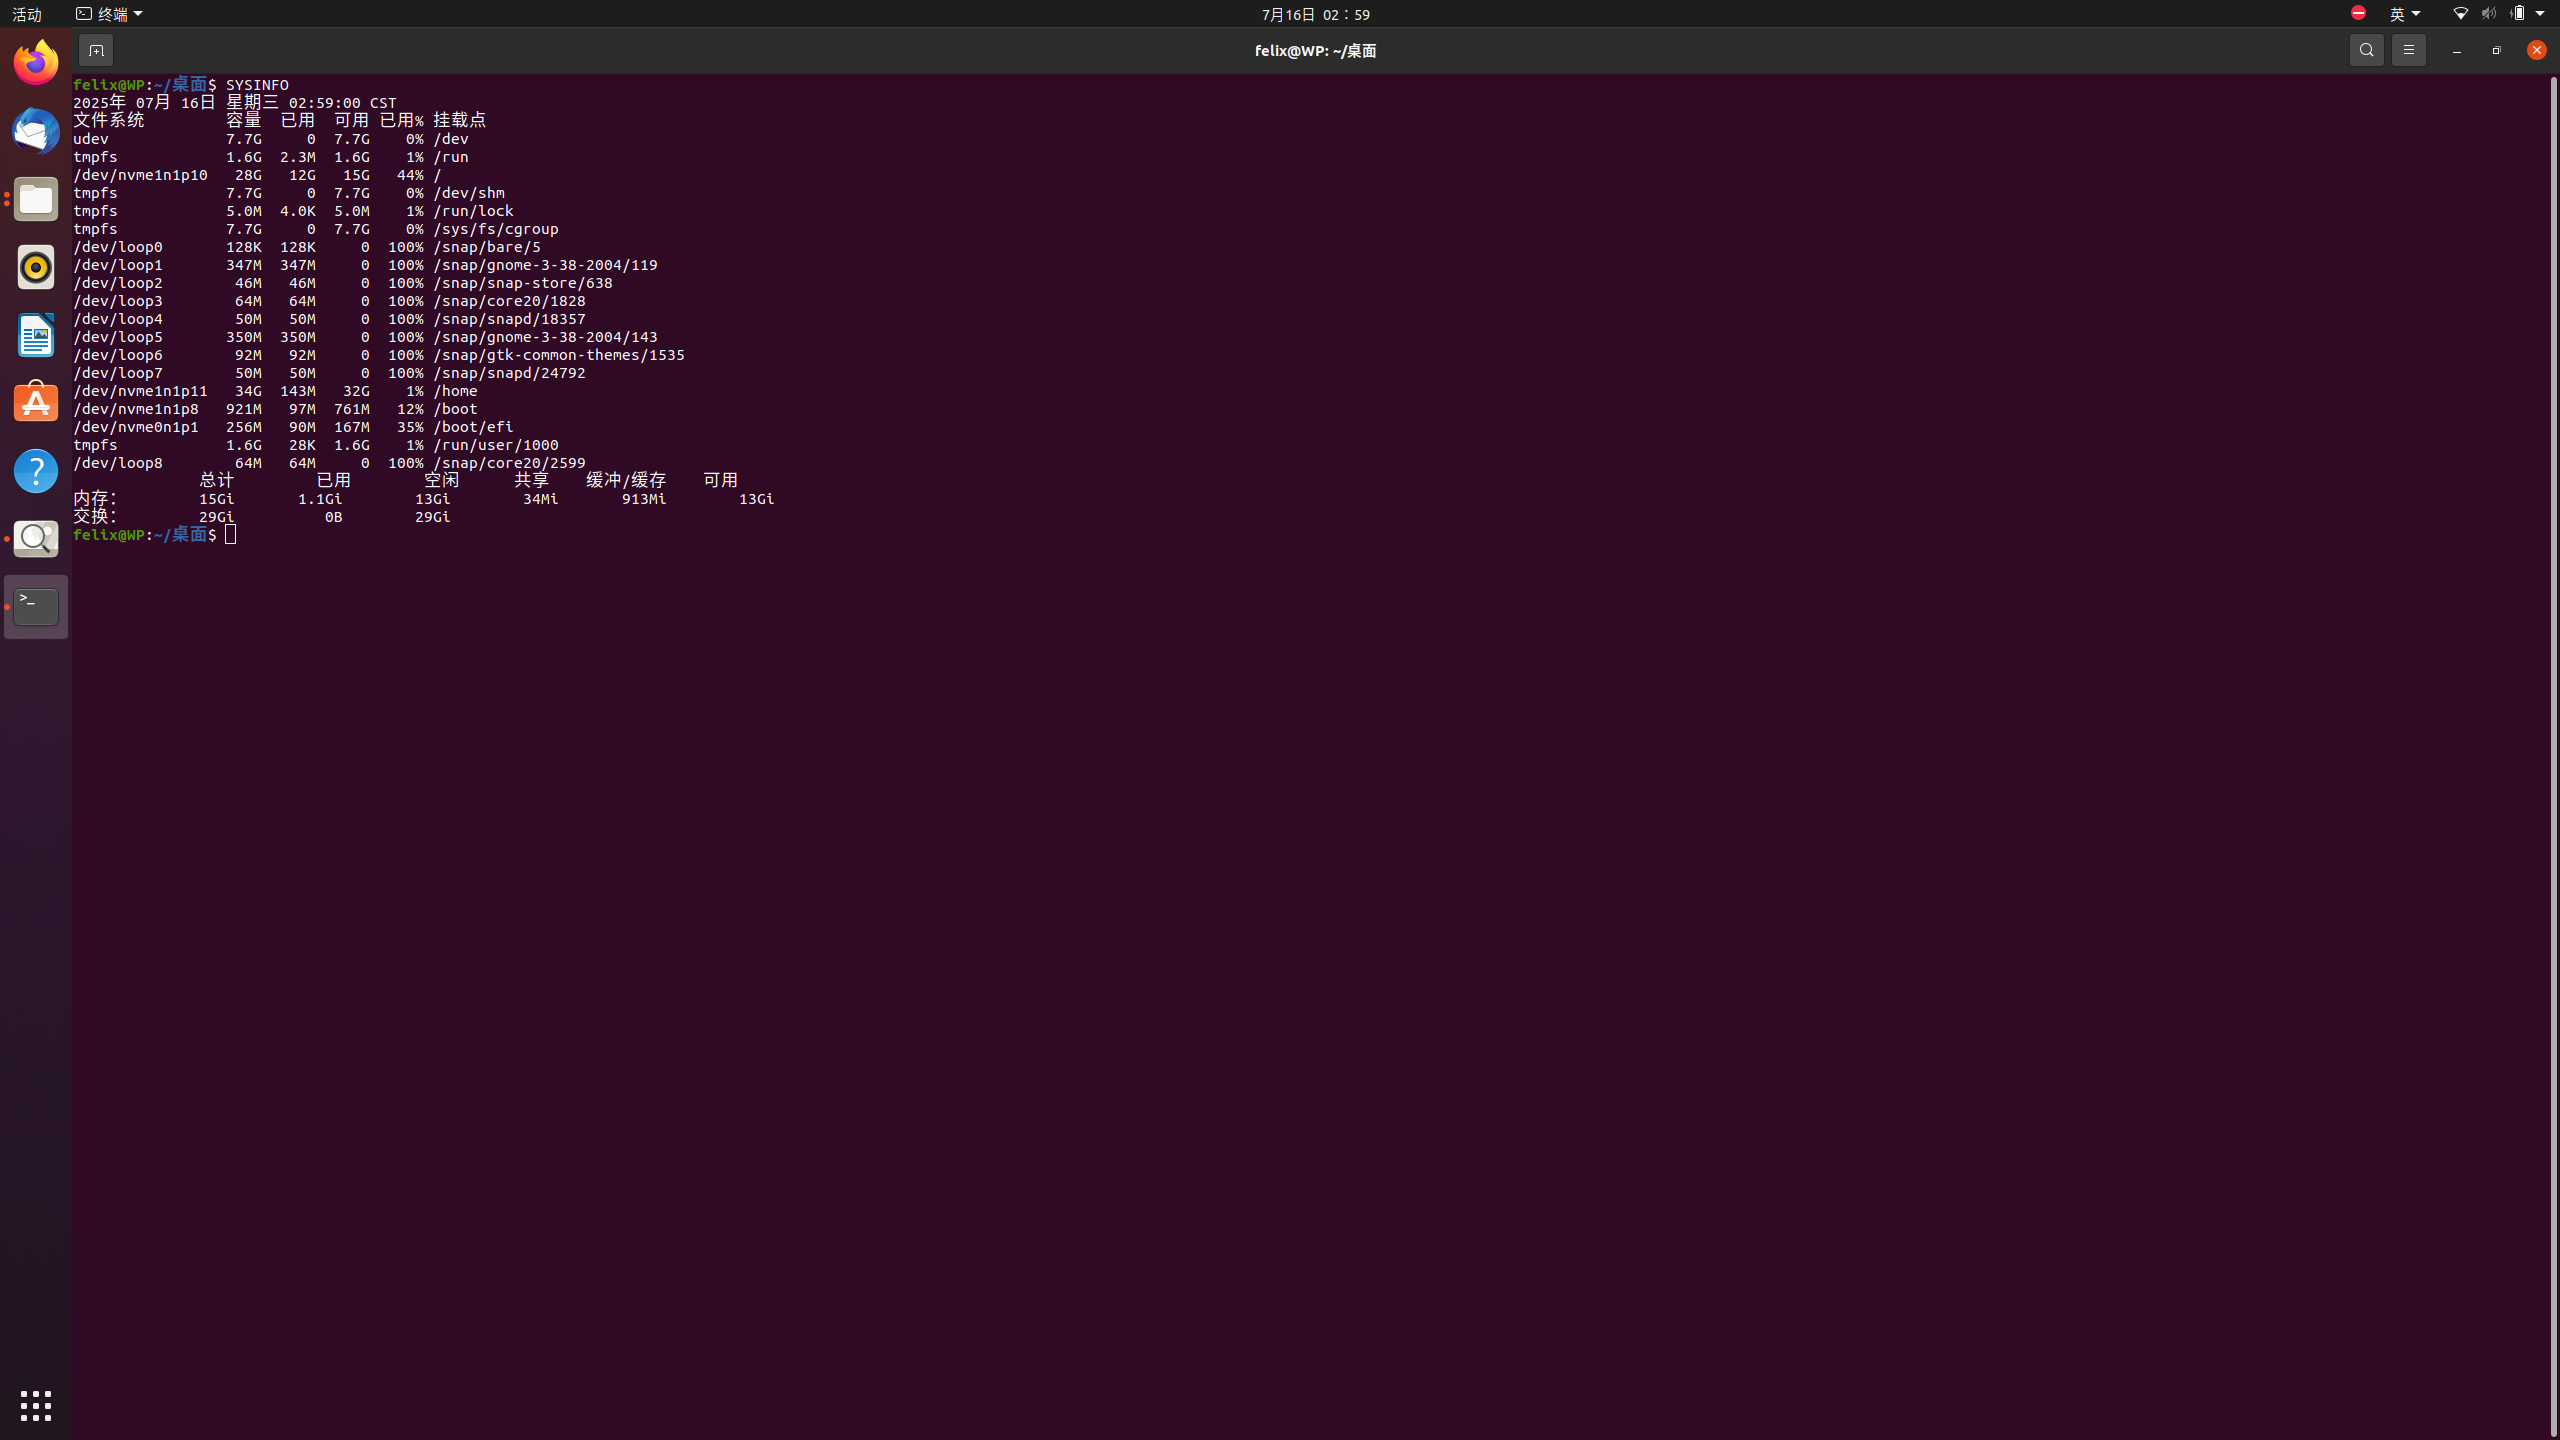 活动 终端 7月16日 02：59 英
felix@WP: ~/桌面
felix@WP:~/桌面$ SYSINFO
2025年 07月 16日 星期三 02:59:00 CST
文件系统 容量 已用 可用 已用% 挂载点
udev 7.7G 0 7.7G 0% /dev
tmpfs 1.6G 2.3M 1.6G 1% /run
/dev/nvme1n1p10 28G 12G 15G 44% /
tmpfs 7.7G 0 7.7G 0% /dev/shm
tmpfs 5.0M 4.0K 5.0M 1% /run/lock
tmpfs 7.7G 0 7.7G 0% /sys/fs/cgroup
/dev/loop0 128K 128K 0 100% /snap/bare/5
/dev/loop1 347M 347M 0 100% /snap/gnome-3-38-2004/119
/dev/loop2 46M 46M 0 100% /snap/snap-store/638
/dev/loop3 64M 64M 0 100% /snap/core20/1828
/dev/loop4 50M 50M 0 100% /snap/snapd/18357
/dev/loop5 350M 350M 0 100% /snap/gnome-3-38-2004/143
/dev/loop6 92M 92M 0 100% /snap/gtk-common-themes/1535
/dev/loop7 50M 50M 0 100% /snap/snapd/24792
/dev/nvme1n1p11 34G 143M 32G 1% /home
/dev/nvme1n1p8 921M 97M 761M 12% /boot
/dev/nvme0n1p1 256M 90M 167M 35% /boot/efi
tmpfs 1.6G 28K 1.6G 1% /run/user/1000
/dev/loop8 64M 64M 0 100% /snap/core20/2599
总计 已用 空闲 共享 缓冲/缓存 可用
内存： 15Gi 1.1Gi 13Gi 34Mi 913Mi 13Gi
交换： 29Gi 0B 29Gi
felix@WP:~/桌面$